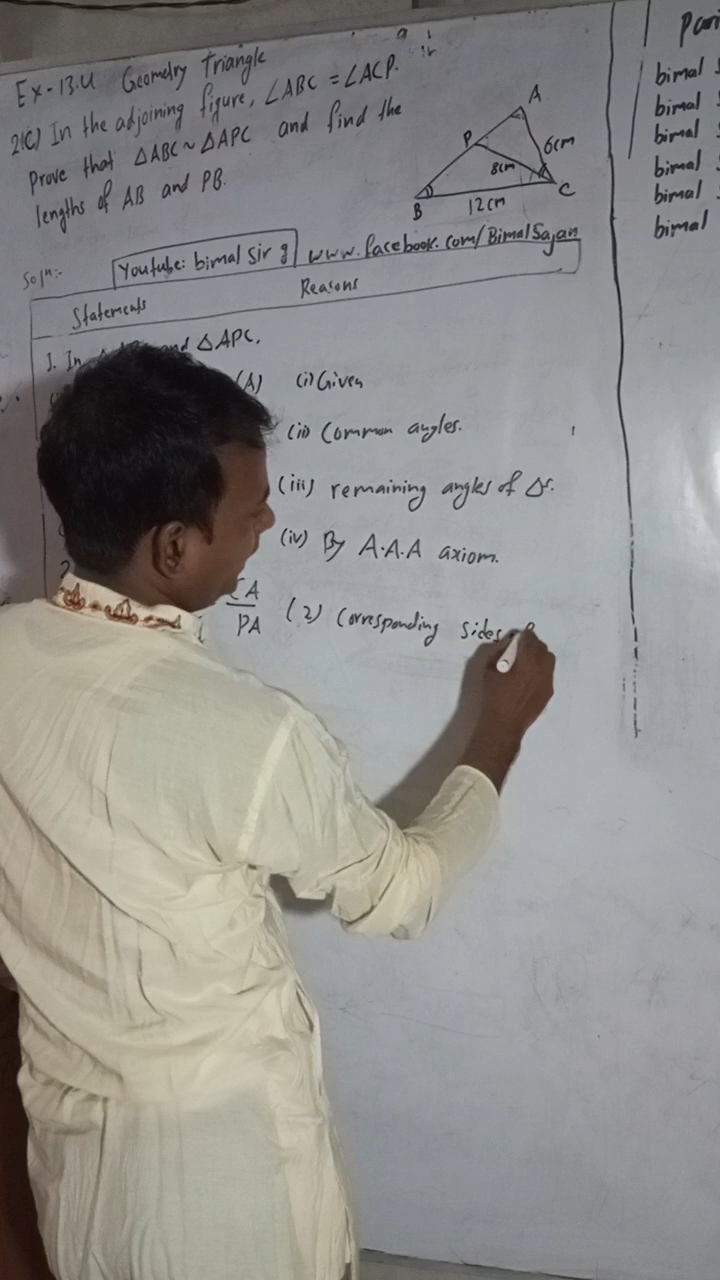 Ex-13.4 Geometry Triangle
2(C) In the adjoining figure, ∠ABC = ∠ACP.
Prove that △ABC ~ △APC and find the
lengths of AB and PB.
A
P
6cm
8cm
B
C
12cm
Solⁿ:-
Youtube: bimal sir g
www.facebook.com/BimalSajan
Statements
Reasons
1. In and △APC.
(A) (i) Given
(ii) Common angles.
(iii) remaining angles of △s.
(iv) By A.A.A axiom.
CA
PA
(2) Corresponding sides
bimal
bimal
bimal
bimal
bimal
bimal